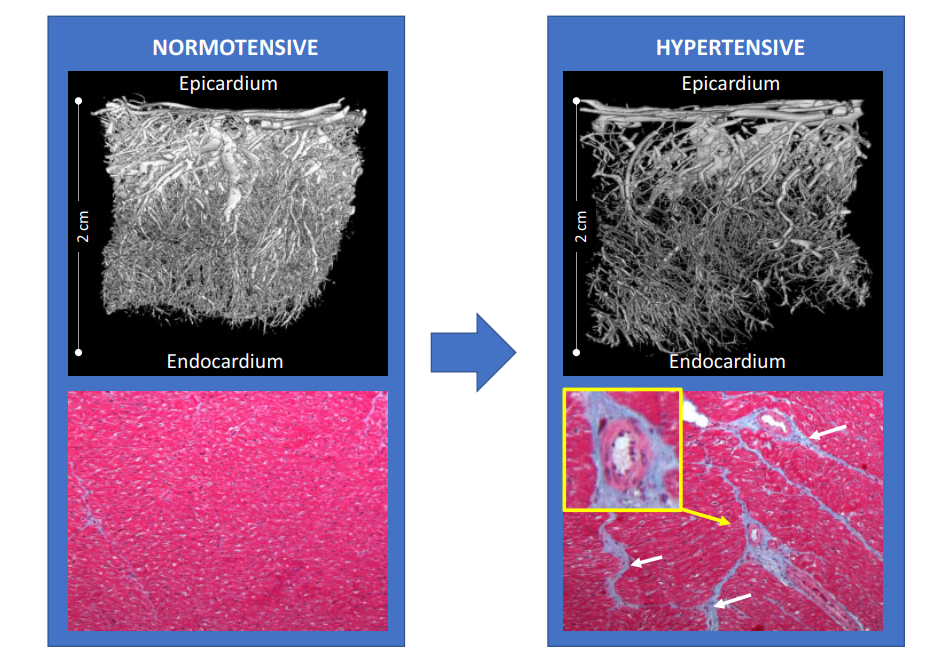 NORMOTENSIVE
Epicardium
2 cm
Endocardium
HYPERTENSIVE
Epicardium
2 cm
Endocardium